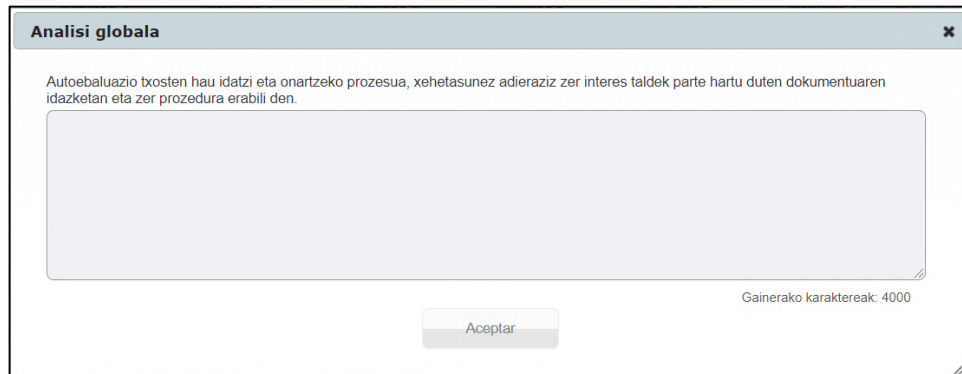 Analisi globala
Autoebaluazio txosten hau idatzi eta onartzeko prozesua, xehetasunez adieraziz zer interes taldek parte hartu duten dokumentuaren
idazketan eta zer prozedura erabili den.
Gainerako karaktereak: 4000
Aceptar